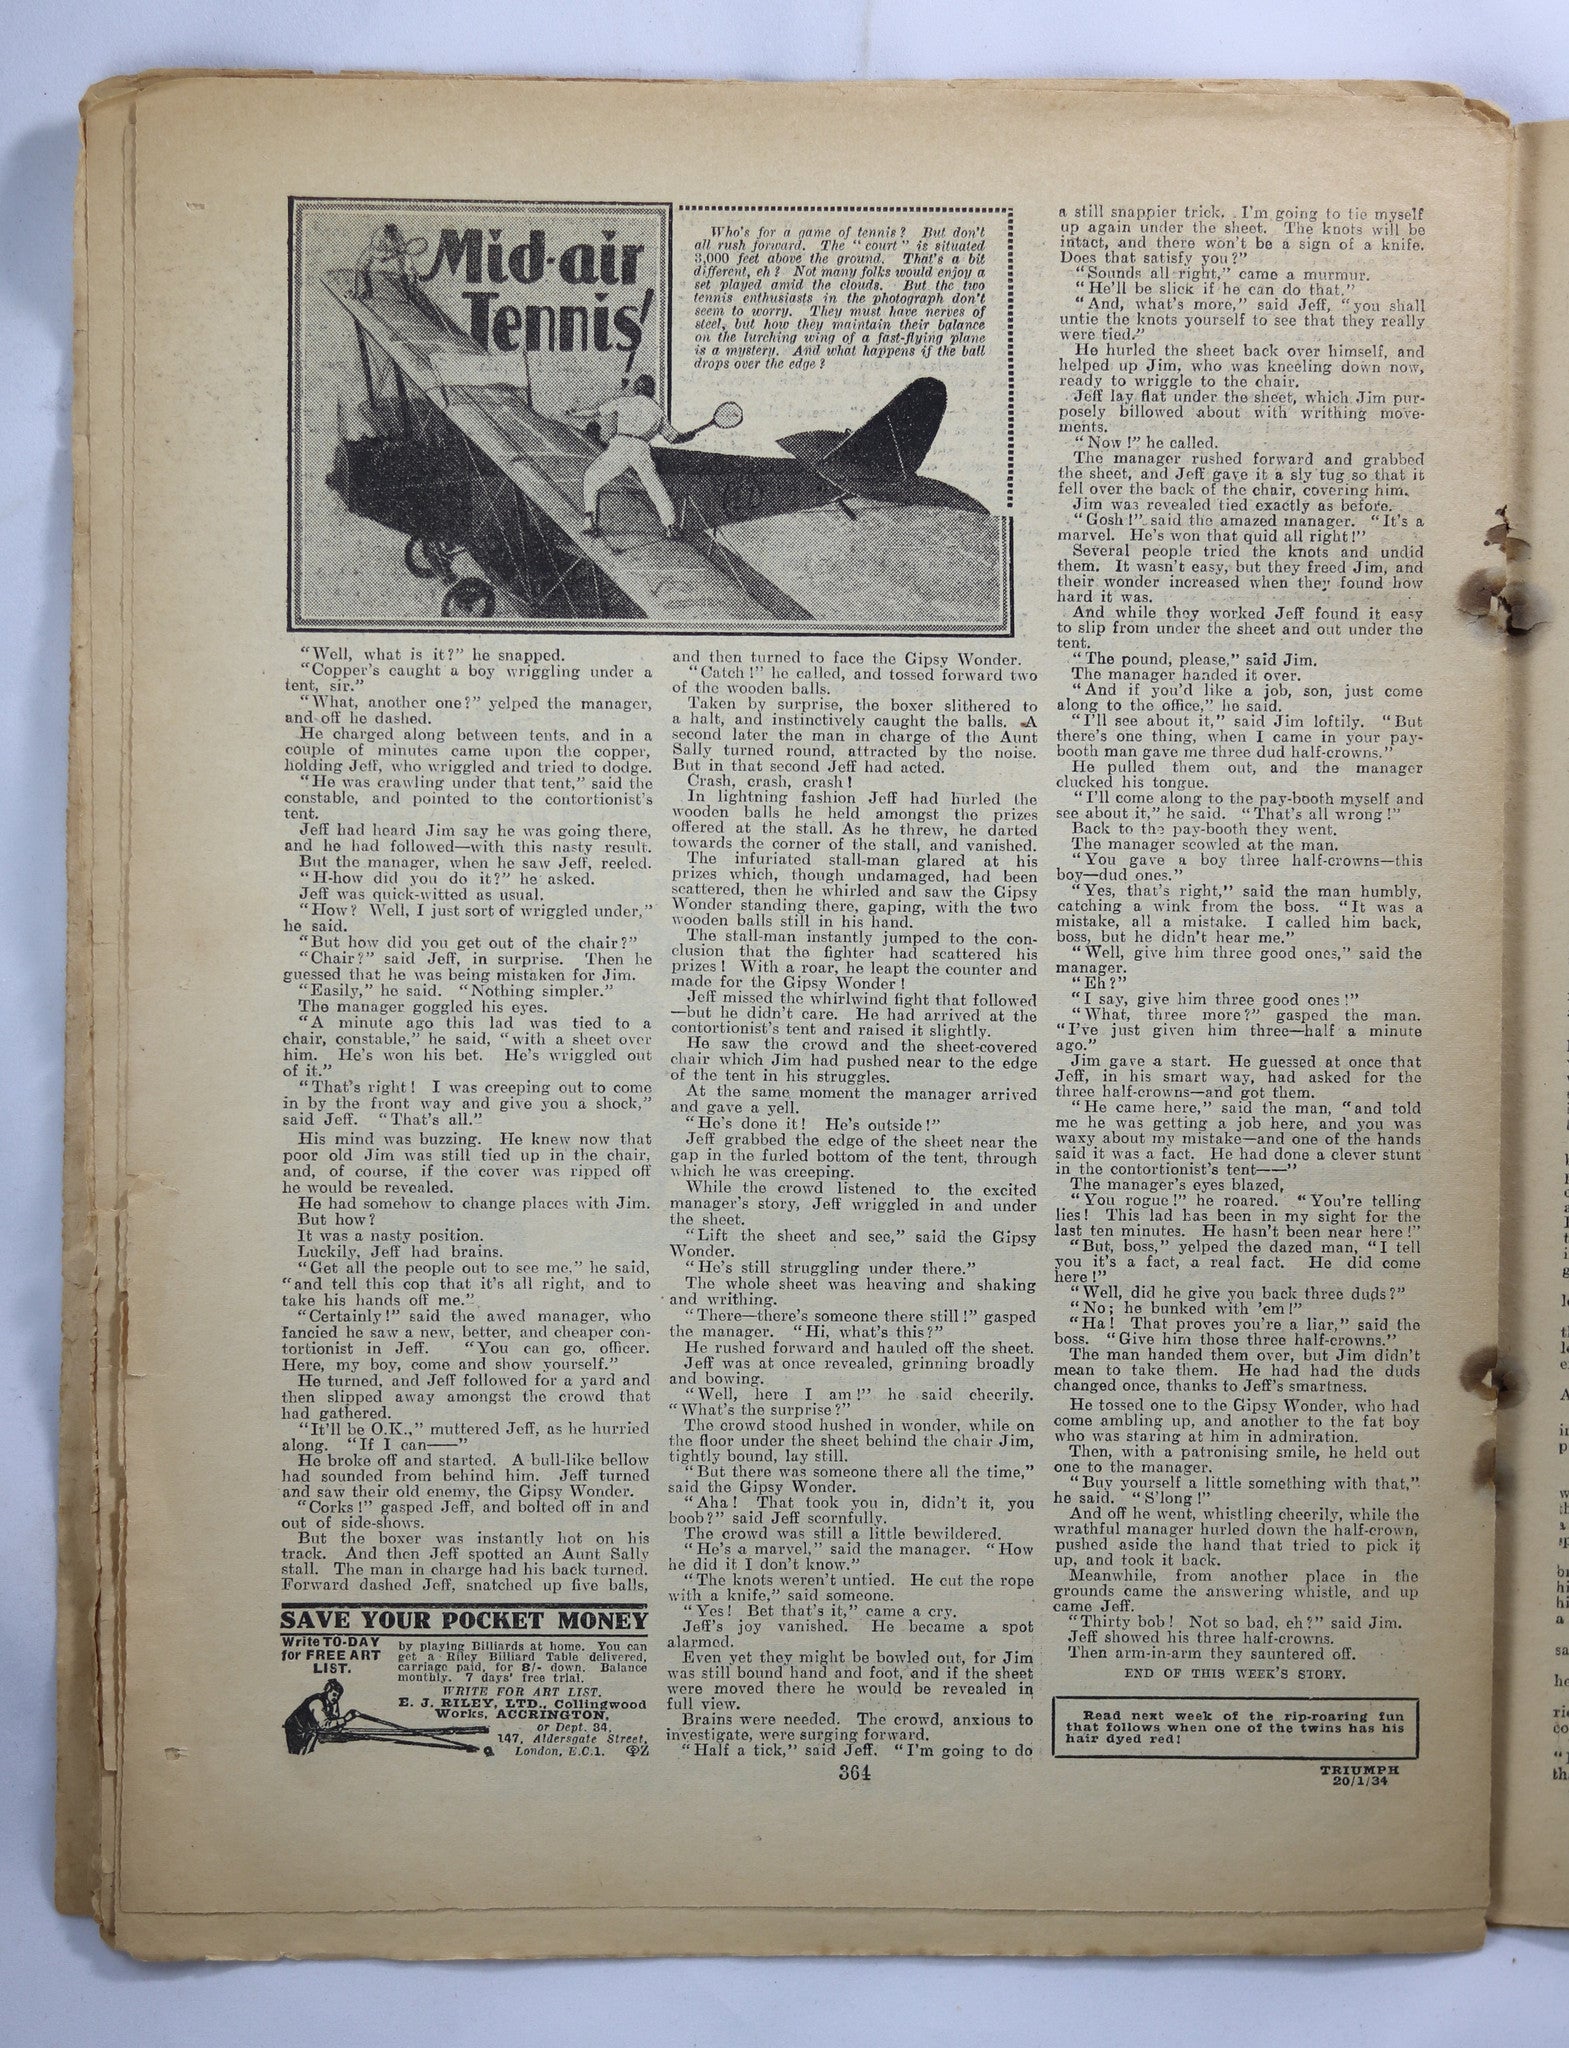 Mid-air
Tennis!
Who's for a game of tennis? But don't
all rush forward. The "court" is situated
3,000 feet above the ground. That's a bit
different, eh? Not many folks would enjoy a
set played amid the clouds. But the two
tennis enthusiasts in the photograph don't
seem to worry. They must have nerves of
steel, but how they maintain their balance
on the lurching wing of a fast-flying plane
is a mystery. And what happens if the ball
drops over the edge?
"Well, what is it?" he snapped.
"Copper's caught a boy wriggling under a
tent, sir."
"What, another one?" yelped the manager,
and off he dashed.
He charged along between tents, and in a
couple of minutes came upon the copper,
holding Jeff, who wriggled and tried to dodge.
"He was crawling under that tent," said the
constable, and pointed to the contortionist's
tent.
Jeff had heard Jim say he was going there,
and he had followed—with this nasty result.
But the manager, when he saw Jeff, reeled.
"H-how did you do it?" he asked.
Jeff was quick-witted as usual.
"How? Well, I just sort of wriggled under,"
he said.
"But how did you get out of the chair?"
"Chair?" said Jeff, in surprise. Then he
guessed that he was being mistaken for Jim.
"Easily," he said. "Nothing simpler."
The manager goggled his eyes.
"A minute ago this lad was tied to a
chair, constable," he said, "with a sheet over
him. He's won his bet. He's wriggled out
of it."
"That's right! I was creeping out to come
in by the front way and give you a shock,"
said Jeff. "That's all."
His mind was buzzing. He knew now that
poor old Jim was still tied up in the chair,
and, of course, if the cover was ripped off
he would be revealed.
He had somehow to change places with Jim.
But how?
It was a nasty position.
Luckily, Jeff had brains.
"Get all the people out to see me," he said,
"and tell this cop that it's all right, and to
take his hands off me."
"Certainly!" said the awed manager, who
fancied he saw a new, better, and cheaper con-
tortionist in Jeff. "You can go, officer.
Here, my boy, come and show yourself."
He turned, and Jeff followed for a yard and
then slipped away amongst the crowd that
had gathered.
"It'll be O.K.," muttered Jeff, as he hurried
along. "If I can——"
He broke off and started. A bull-like bellow
had sounded from behind him. Jeff turned
and saw their old enemy, the Gipsy Wonder.
"Corks!" gasped Jeff, and bolted off in and
out of side-shows.
But the boxer was instantly hot on his
track. And then Jeff spotted an Aunt Sally
stall. The man in charge had his back turned.
Forward dashed Jeff, snatched up five balls,
SAVE YOUR POCKET MONEY
Write TO-DAY
for FREE ART
LIST.
by playing Billiards at home. You can
get a Riley Billiard Table delivered,
carriage paid, for 8/- down. Balance
monthly. 7 days' free trial.
WRITE FOR ART LIST.
E. J. RILEY, LTD., Collingwood
Works, ACCRINGTON,
or Dept. 34,
147, Aldersgate Street,
London, E.C.1.
and then turned to face the Gipsy Wonder.
"Catch!" he called, and tossed forward two
of the wooden balls.
Taken by surprise, the boxer slithered to
a halt, and instinctively caught the balls. A
second later the man in charge of the Aunt
Sally turned round, attracted by the noise.
But in that second Jeff had acted.
Crash, crash, crash!
In lightning fashion Jeff had hurled the
wooden balls he held amongst the prizes
offered at the stall. As he threw, he darted
towards the corner of the stall, and vanished.
The infuriated stall-man glared at his
prizes which, though undamaged, had been
scattered, then he whirled and saw the Gipsy
Wonder standing there, gaping, with the two
wooden balls still in his hand.
The stall-man instantly jumped to the con-
clusion that the fighter had scattered his
prizes! With a roar, he leapt the counter and
made for the Gipsy Wonder!
Jeff missed the whirlwind fight that followed
—but he didn't care. He had arrived at the
contortionist's tent and raised it slightly.
He saw the crowd and the sheet-covered
chair which Jim had pushed near to the edge
of the tent in his struggles.
At the same moment the manager arrived
and gave a yell.
"He's done it! He's outside!"
Jeff grabbed the edge of the sheet near the
gap in the furled bottom of the tent, through
which he was creeping.
While the crowd listened to the excited
manager's story, Jeff wriggled in and under
the sheet.
"Lift the sheet and see," said the Gipsy
Wonder.
"He's still struggling under there."
The whole sheet was heaving and shaking
and writhing.
"There—there's someone there still!" gasped
the manager. "Hi, what's this?"
He rushed forward and hauled off the sheet.
Jeff was at once revealed, grinning broadly
and bowing.
"Well, here I am!" he said cheerily.
"What's the surprise?"
The crowd stood hushed in wonder, while on
the floor under the sheet behind the chair Jim,
tightly bound, lay still.
"But there was someone there all the time,"
said the Gipsy Wonder.
"Aha! That took you in, didn't it, you
boob?" said Jeff scornfully.
The crowd was still a little bewildered.
"He's a marvel," said the manager. "How
he did it I don't know."
"The knots weren't untied. He cut the rope
with a knife," said someone.
"Yes! Bet that's it," came a cry.
Jeff's joy vanished. He became a spot
alarmed.
Even yet they might be bowled out, for Jim
was still bound hand and foot, and if the sheet
were moved there he would be revealed in
full view.
Brains were needed. The crowd, anxious to
investigate, were surging forward.
"Half a tick," said Jeff. "I'm going to do
a still snappier trick. I'm going to tie myself
up again under the sheet. The knots will be
intact, and there won't be a sign of a knife.
Does that satisfy you?"
"Sounds all right," came a murmur.
"He'll be slick if he can do that."
"And, what's more," said Jeff, "you shall
untie the knots yourself to see that they really
were tied."
He hurled the sheet back over himself, and
helped up Jim, who was kneeling down now,
ready to wriggle to the chair.
Jeff lay flat under the sheet, which Jim pur-
posely billowed about with writhing move-
ments.
"Now!" he called.
The manager rushed forward and grabbed
the sheet, and Jeff gave it a sly tug so that it
fell over the back of the chair, covering him.
Jim was revealed tied exactly as before.
"Gosh!" said the amazed manager. "It's a
marvel. He's won that quid all right!"
Several people tried the knots and undid
them. It wasn't easy, but they freed Jim, and
their wonder increased when they found how
hard it was.
And while they worked Jeff found it easy
to slip from under the sheet and out under the
tent.
"The pound, please," said Jim.
The manager handed it over.
"And if you'd like a job, son, just come
along to the office," he said.
"I'll see about it," said Jim loftily. "But
there's one thing, when I came in your pay-
booth man gave me three dud half-crowns."
He pulled them out, and the manager
clucked his tongue.
"I'll come along to the pay-booth myself and
see about it," he said. "That's all wrong!"
Back to the pay-booth they went.
The manager scowled at the man.
"You gave a boy three half-crowns—this
boy—dud ones."
"Yes, that's right," said the man humbly,
catching a wink from the boss. "It was a
mistake, all a mistake. I called him back,
boss, but he didn't hear me."
"Well, give him three good ones," said the
manager.
"Eh?"
"I say, give him three good ones!"
"What, three more?" gasped the man.
"I've just given him three—half a minute
ago."
Jim gave a start. He guessed at once that
Jeff, in his smart way, had asked for the
three half-crowns—and got them.
"He came here," said the man, "and told
me he was getting a job here, and you was
waxy about my mistake—and one of the hands
said it was a fact. He had done a clever stunt
in the contortionist's tent——"
The manager's eyes blazed,
"You rogue!" he roared. "You're telling
lies! This lad has been in my sight for the
last ten minutes. He hasn't been near here!"
"But, boss," yelped the dazed man, "I tell
you it's a fact, a real fact. He did come
here!"
"Well, did he give you back three duds?"
"No; he bunked with 'em!"
"Ha! That proves you're a liar," said the
boss. "Give him those three half-crowns."
The man handed them over, but Jim didn't
mean to take them. He had had the duds
changed once, thanks to Jeff's smartness.
He tossed one to the Gipsy Wonder, who had
come ambling up, and another to the fat boy
who was staring at him in admiration.
Then, with a patronising smile, he held out
one to the manager.
"Buy yourself a little something with that,"
he said. "S'long!"
And off he went, whistling cheerily, while the
wrathful manager hurled down the half-crown,
pushed aside the hand that tried to pick it
up, and took it back.
Meanwhile, from another place in the
grounds came the answering whistle, and up
came Jeff.
"Thirty bob! Not so bad, eh?" said Jim.
Jeff showed his three half-crowns.
Then arm-in-arm they sauntered off.
END OF THIS WEEK'S STORY.
Read next week of the rip-roaring fun
that follows when one of the twins has his
hair dyed red!
364
TRIUMPH
20/1/34